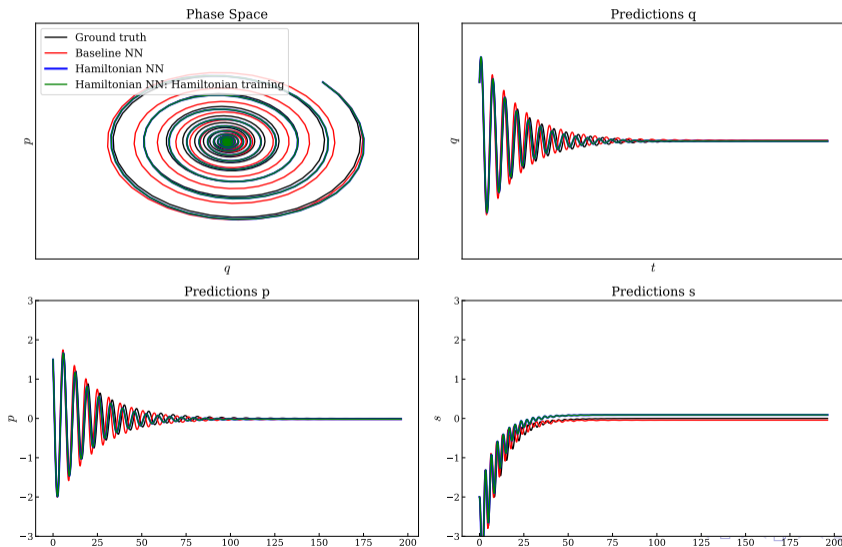 Phase Space
Ground truth
Baseline NN
Hamiltonian NN
Hamiltonian NN: Hamiltonian training
p
q
Predictions q
q
t
Predictions p
3
2
1
0
−1
−2
−3
p
0 25 50 75 100 125 150 175 200
Predictions s
3
2
1
0
−1
−2
−3
s
0 25 50 75 100 125 150 175 200